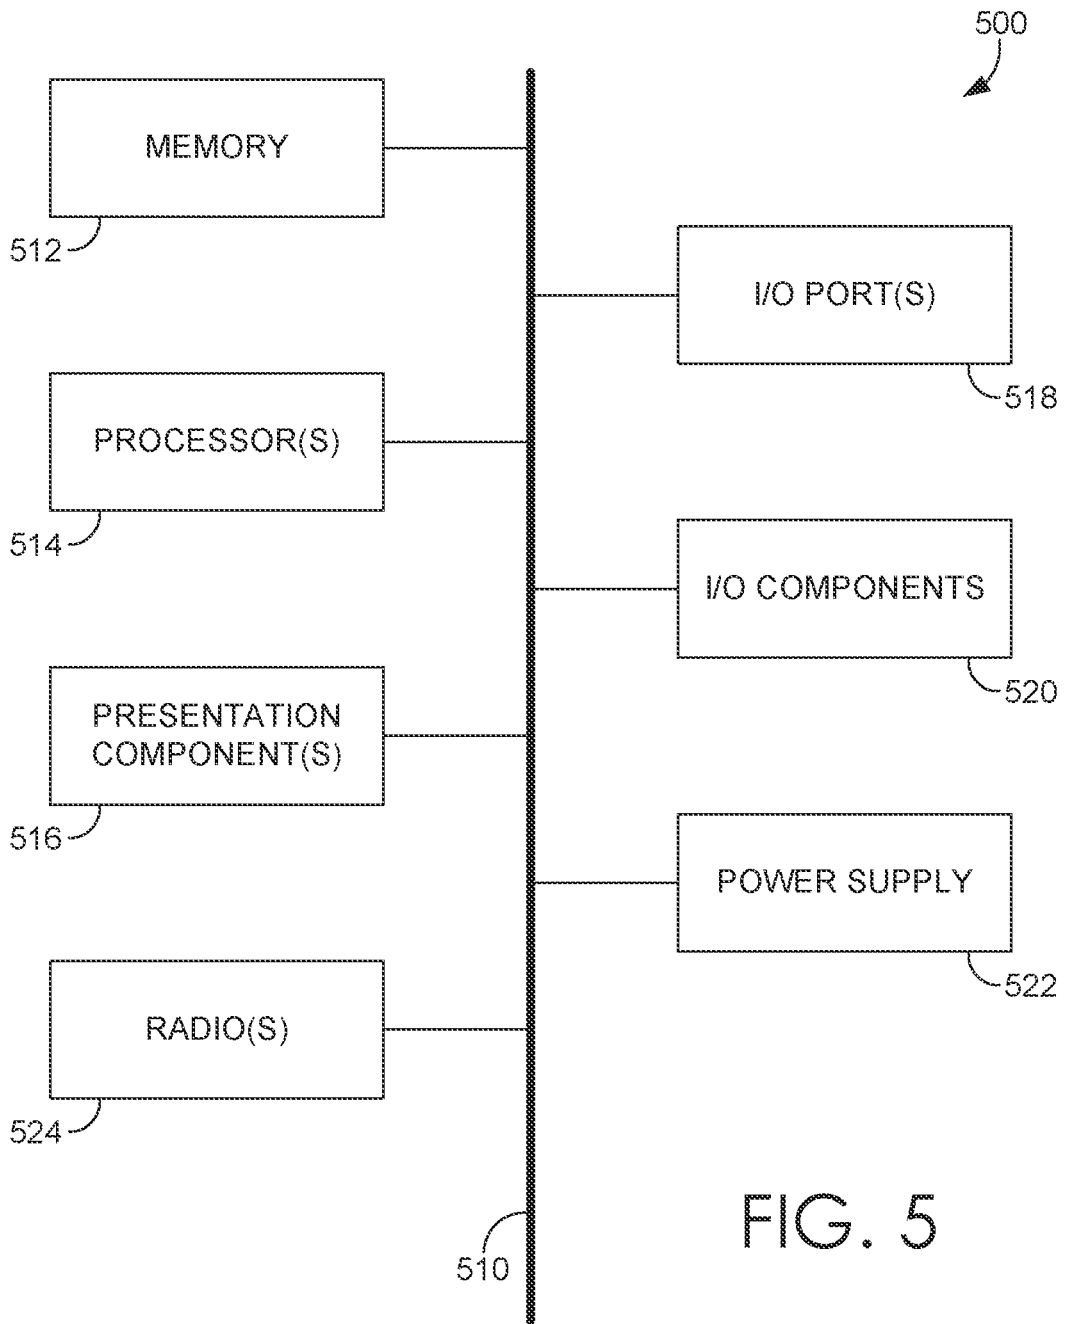 500
MEMORY
512
I/O PORT(S)
518
PROCESSOR(S)
514
I/O COMPONENTS
520
PRESENTATION
COMPONENT(S)
516
POWER SUPPLY
522
RADIO(S)
524
510
FIG. 5